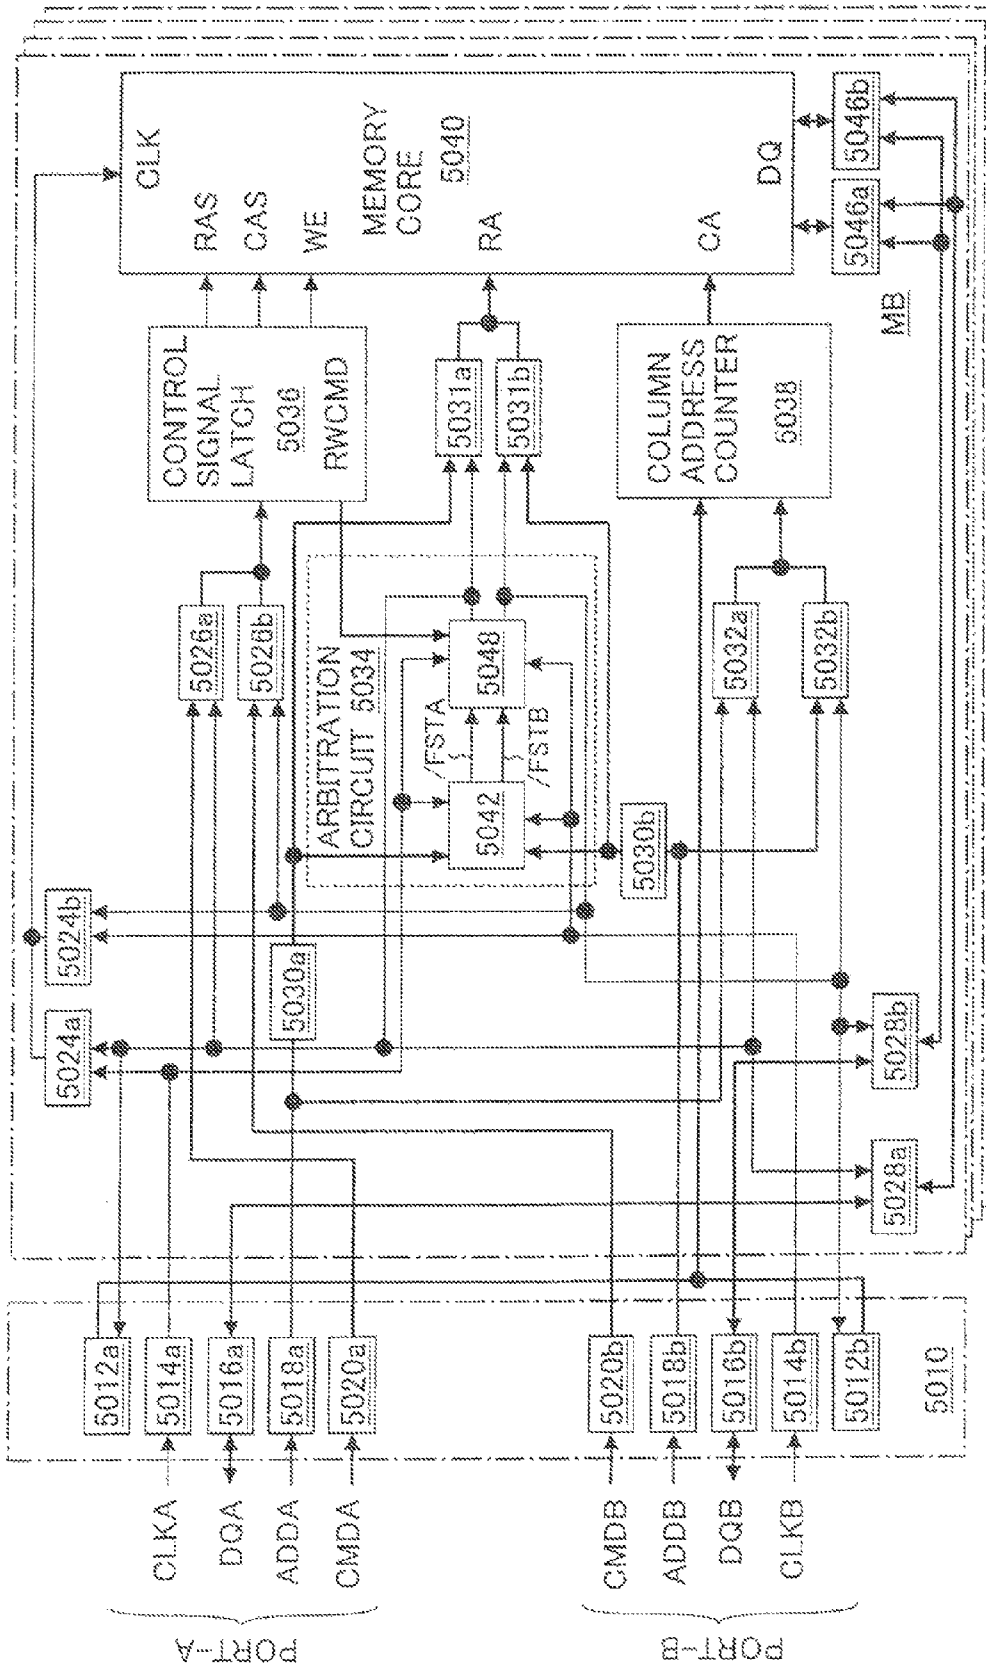 PORT-A
CLKA
DQA
ADDA
CMDA
PORT-B
CMDB
ADDB
DQB
CLKB
5012a
5014a
5016a
5018a
5020a
5020b
5018b
5016b
5014b
5012b
5010
5024a
5024b
5030a
5028a
5028b
5026a
5026b
ARBITRATION
CIRCUIT 5034
/FSTA
5042
5048
/FSTB
5030b
5032a
5032b
CONTROL
SIGNAL
LATCH
5036
RWCMD
5031a
5031b
COLUMN
ADDRESS
COUNTER
5038
MB
CLK
RAS
CAS
WE
MEMORY
CORE
5040
RA
CA
DQ
5046a
5046b